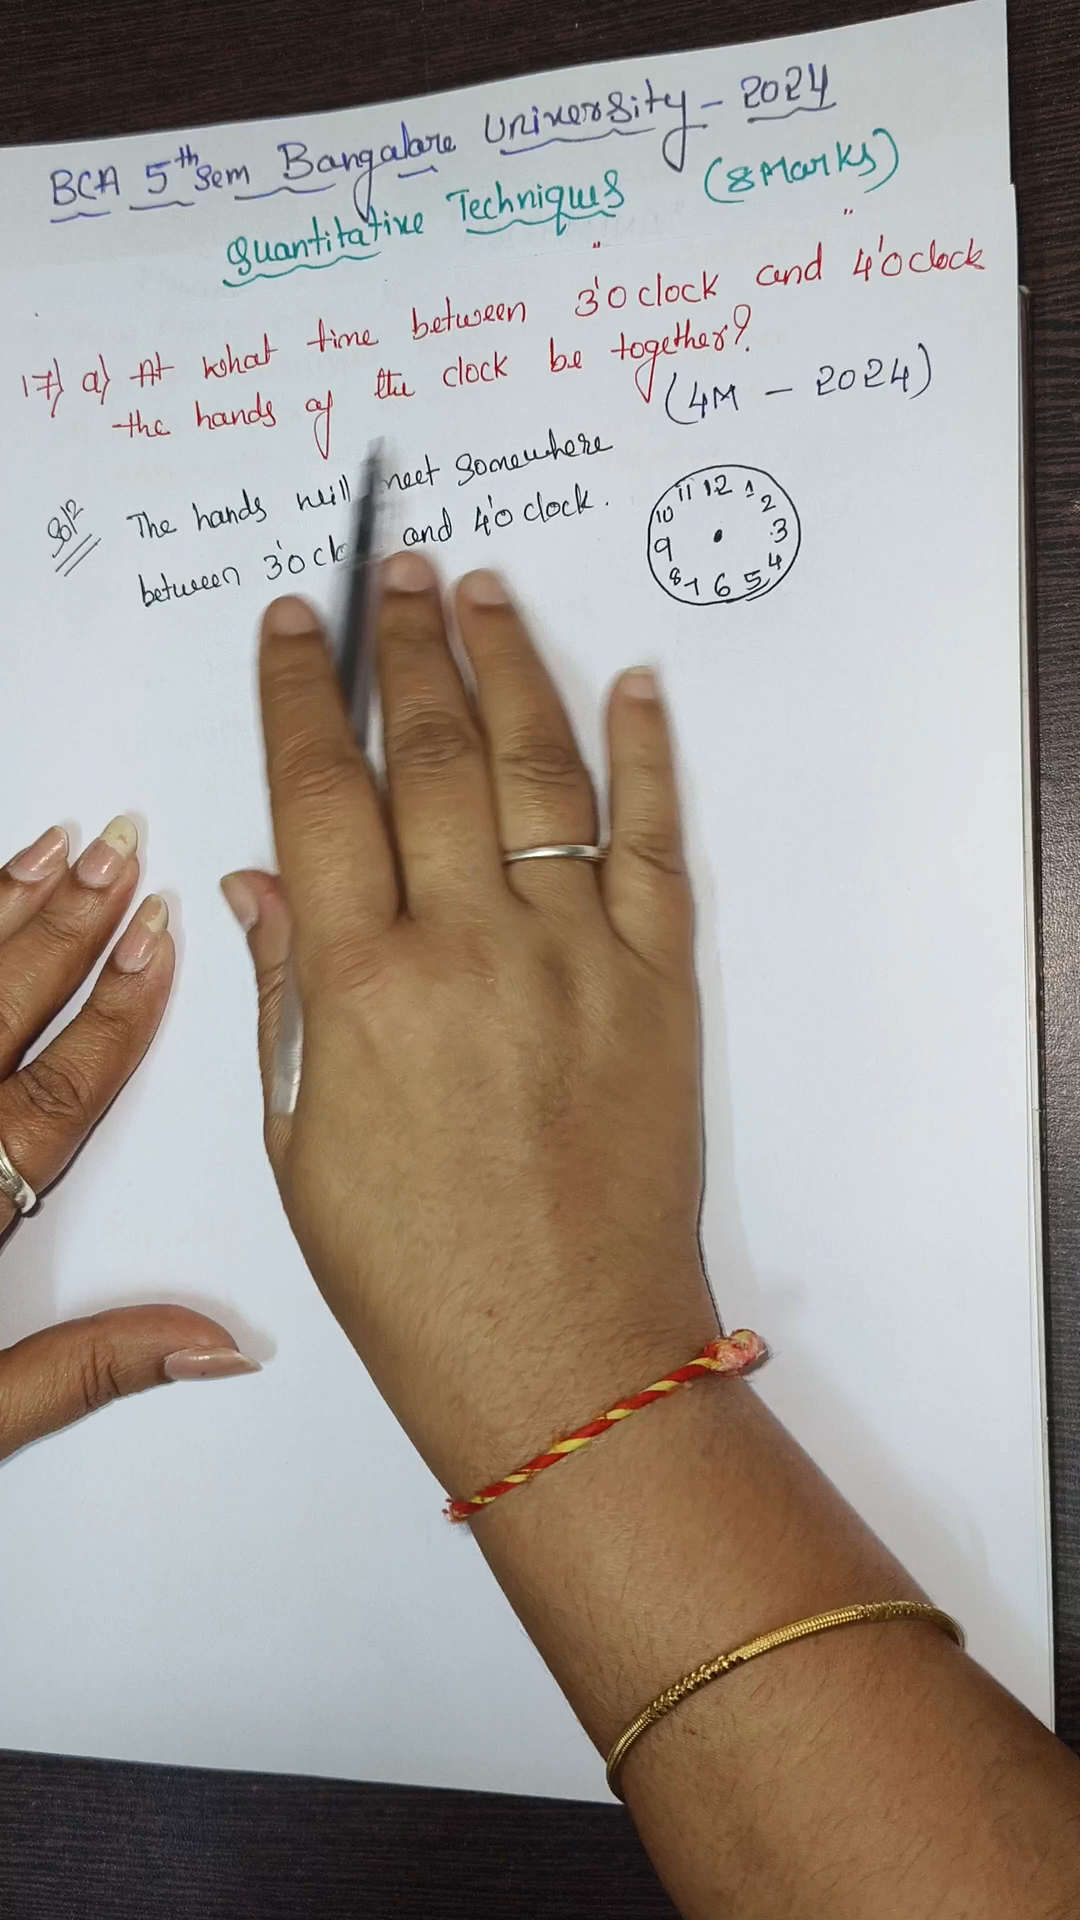 BCA 5th Sem Bangalore University - 2024
Quantitative Techniques (8 Marks)
17) a) At what time between 3'o clock and 4'o clock
the hands of the clock be together?
(4M - 2024)
Sol? The hands will meet somewhere
between 3'o and 4'o clock.
11 12 1
10 2
9 3
8 7 6 5 4